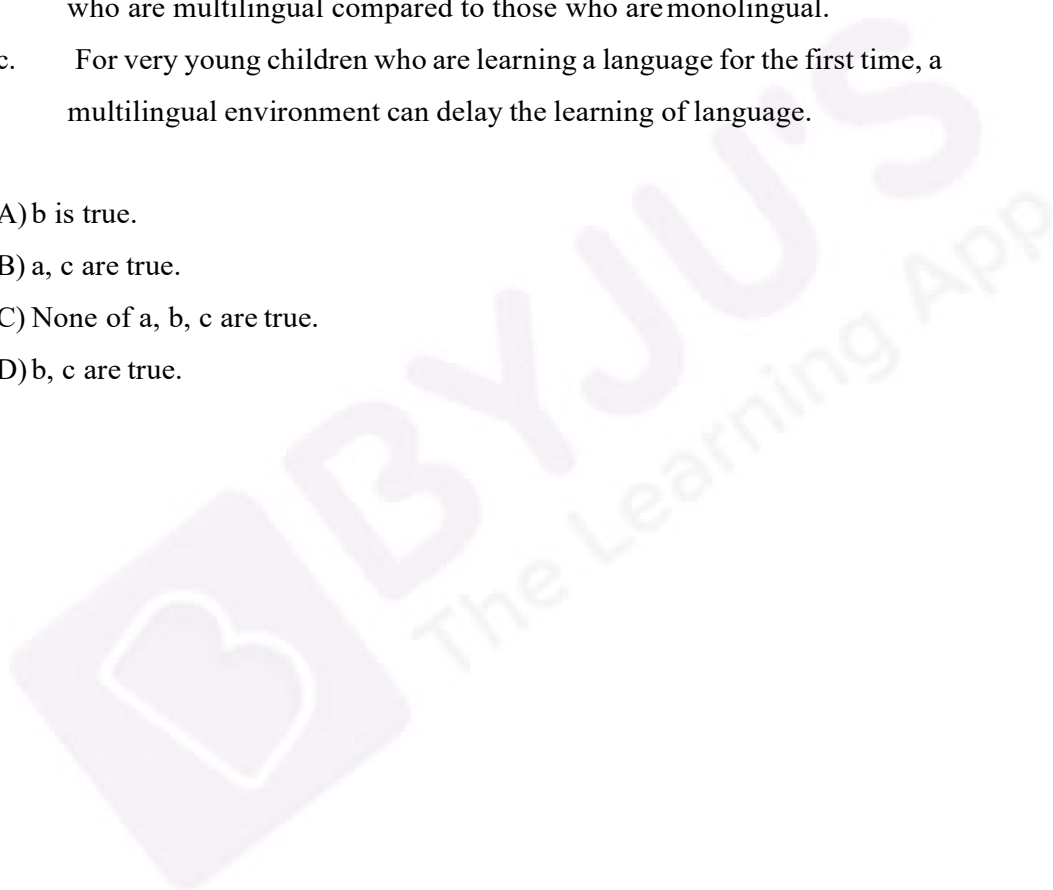 who are multilingual compared to those who are monolingual.
c. For very young children who are learning a language for the first time, a
multilingual environment can delay the learning of language.
A) b is true.
B) a, c are true.
C) None of a, b, c are true.
D) b, c are true.
BYJU'S
The Learning App